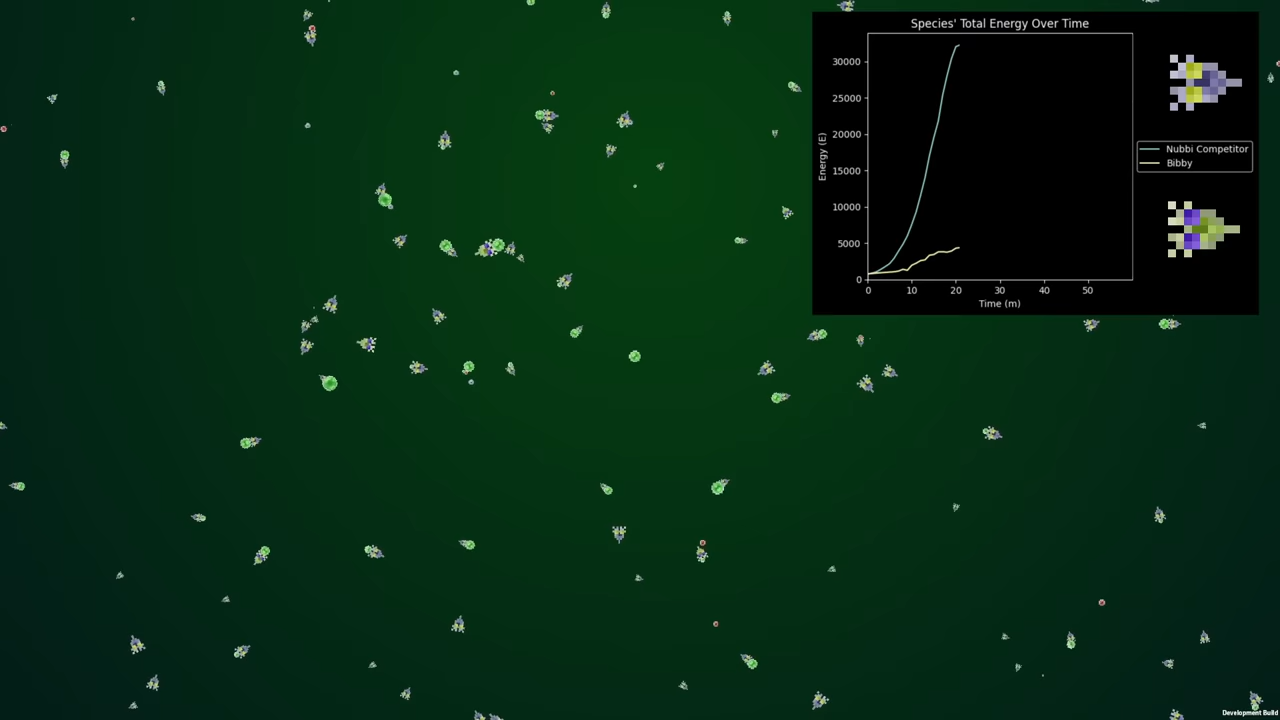 Species' Total Energy Over Time
30000
25000
20000
15000
10000
5000
0
Energy (E)
0 10 20 30 40 50
Time (m)
Nubbi Competitor
Bibby
Development Build